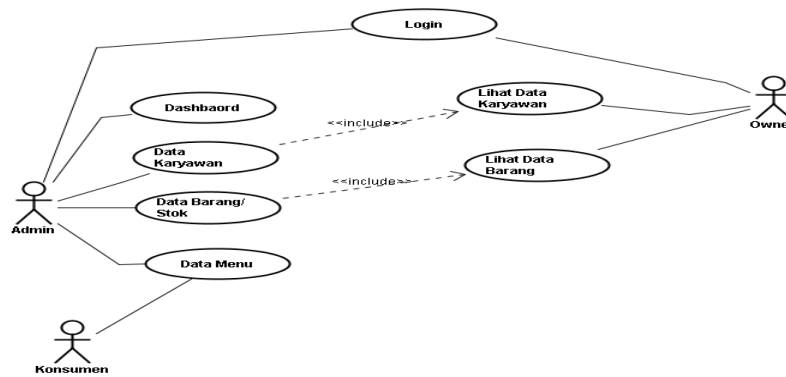 Login
Dashbaord
Lihat Data
Karyawan
<<include>>
Owne
Data
Karyawan
Lihat Data
Barang
<<include>>
Data Barang/
Stok
Admin
Data Menu
Konsumen